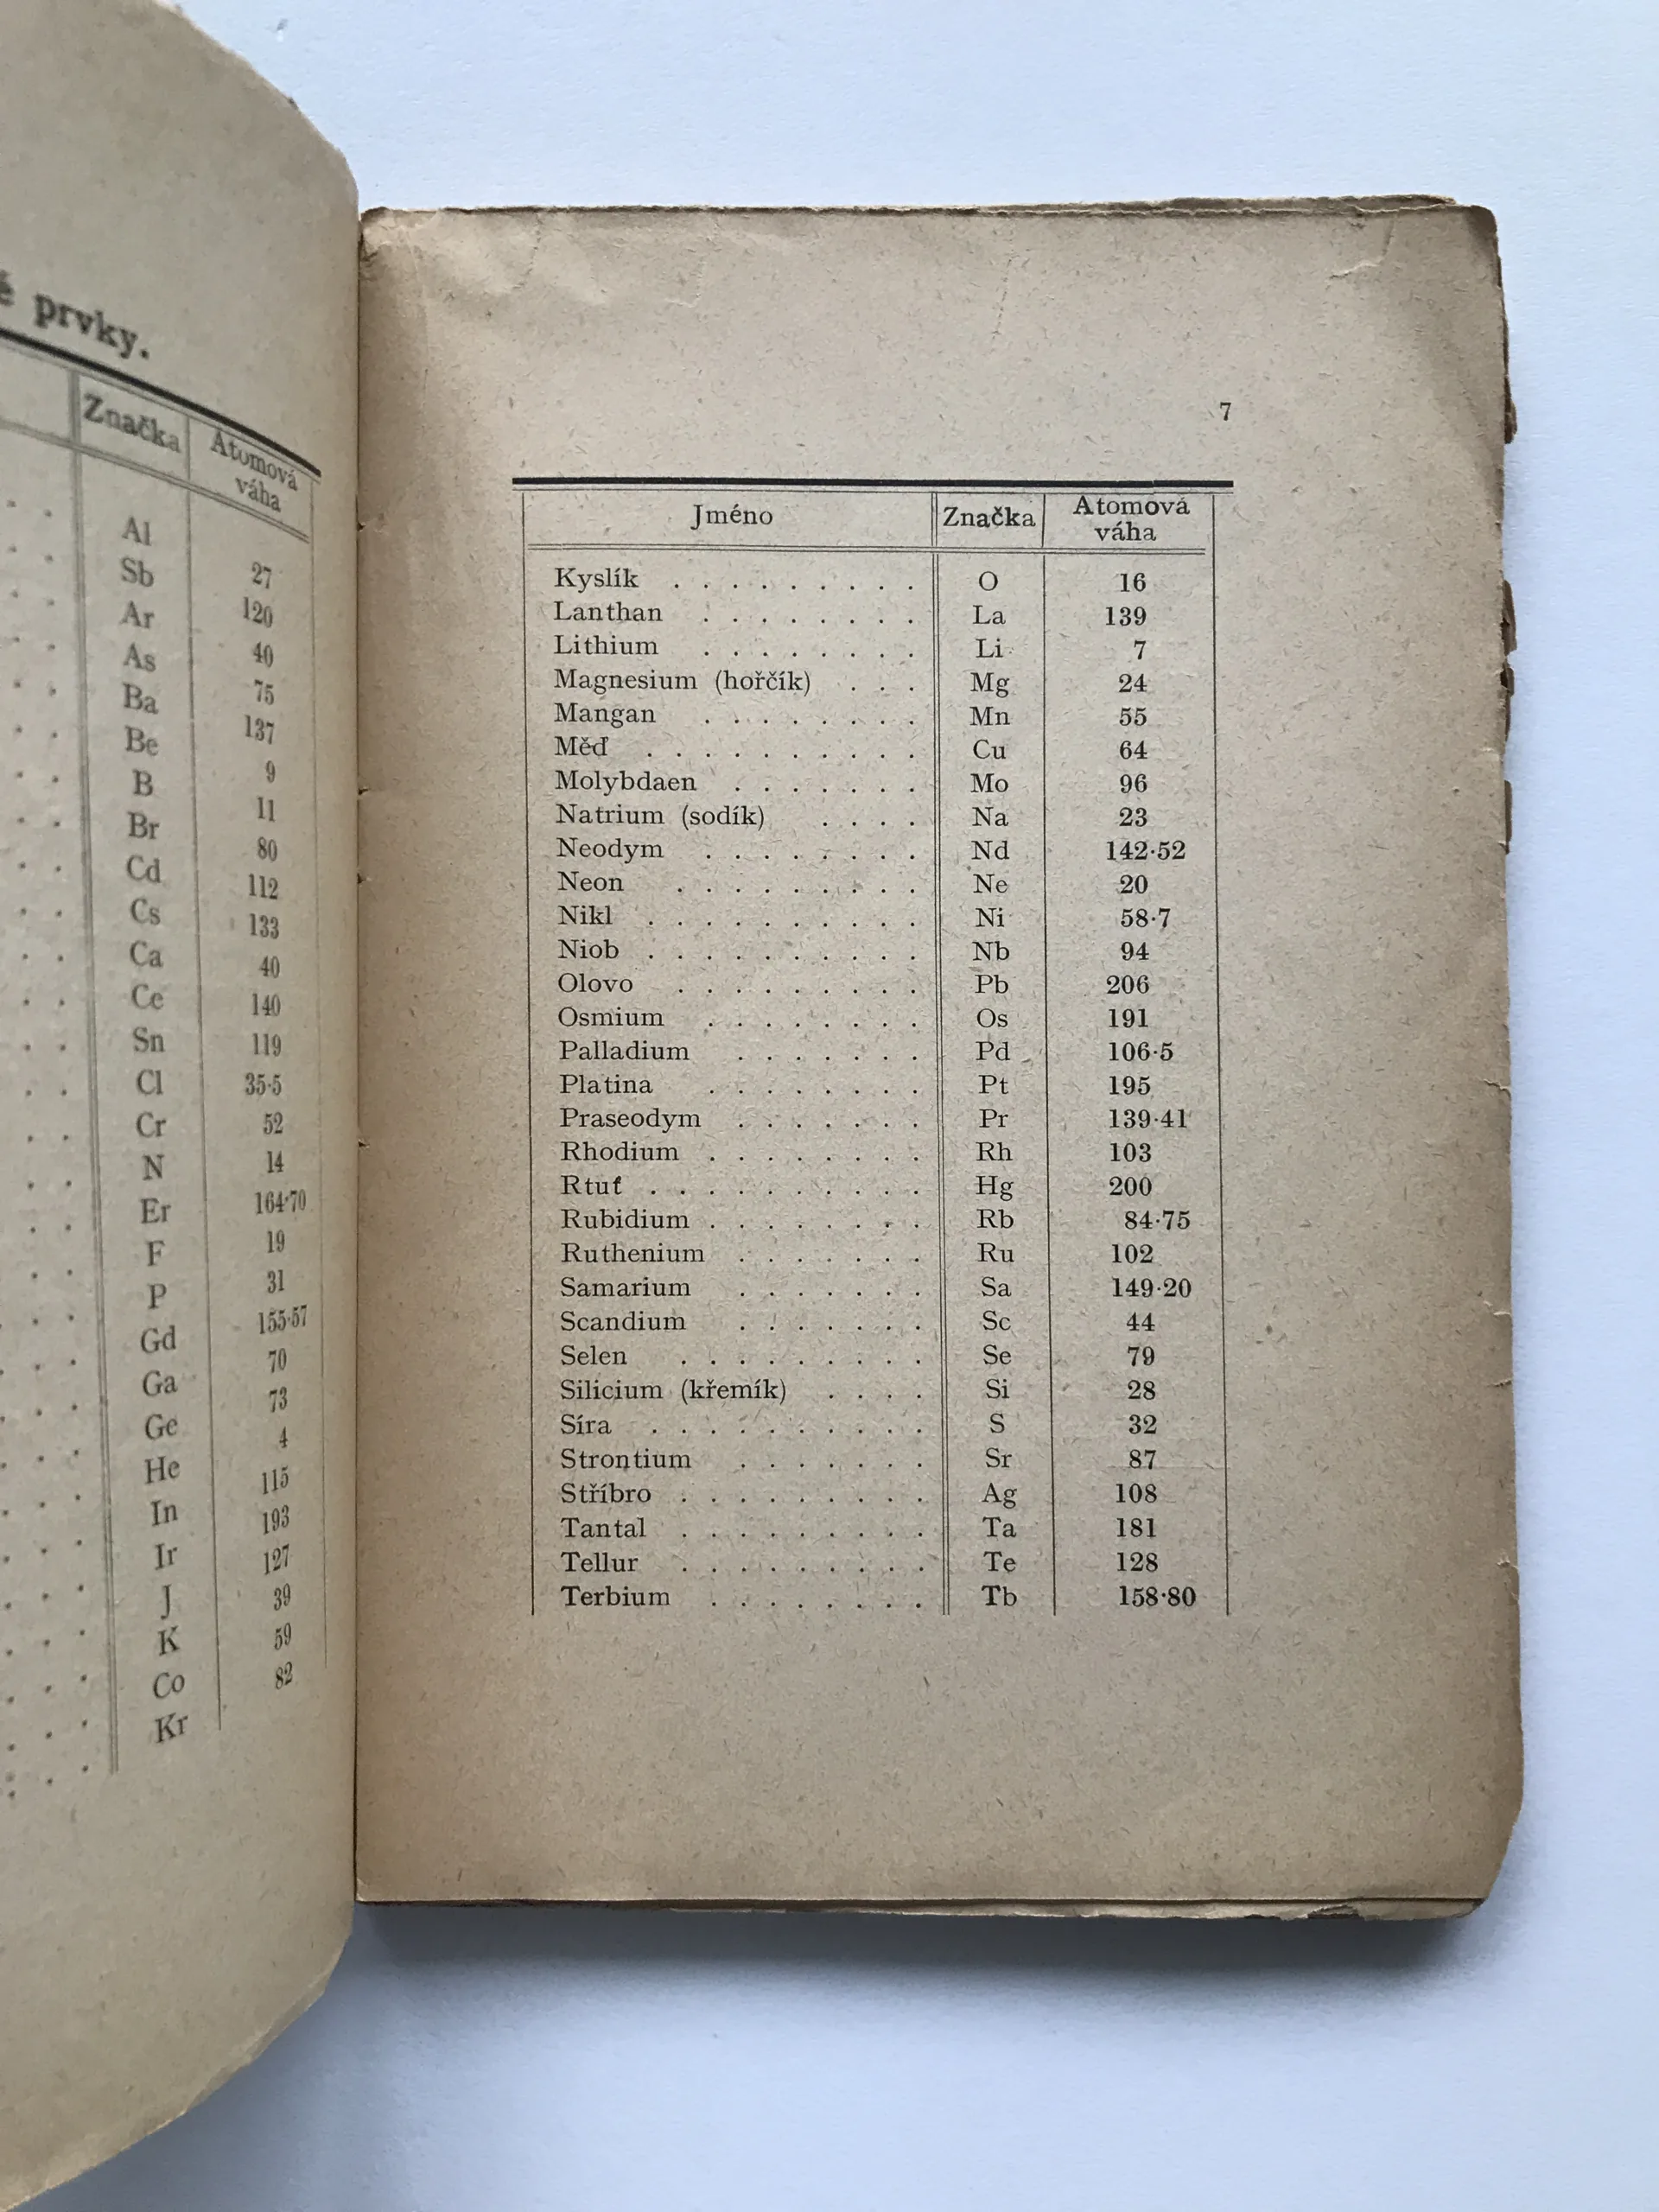 é prvky.
Značka Atomová
váha
Al 27
Sb 120
Ar 40
As 75
Ba 137
Be 9
B 11
Br 80
Cd 112
Cs 133
Ca 40
Ce 140
Sn 119
Cl 35·5
Cr 52
N 14
Er 164·70
F 19
P 31
Gd 155·57
Ga 70
Ge 73
He 4
In 115
Ir 193
J 127
K 39
Co 59
Kr 82
7
Jméno Značka Atomová
váha
Kyslík . . . . . . . . . O 16
Lanthan . . . . . . . . La 139
Lithium . . . . . . . . Li 7
Magnesium (hořčík) . . . Mg 24
Mangan . . . . . . . . Mn 55
Měď . . . . . . . . . . Cu 64
Molybdaen . . . . . . . Mo 96
Natrium (sodík) . . . . Na 23
Neodym . . . . . . . . Nd 142·52
Neon . . . . . . . . . Ne 20
Nikl . . . . . . . . . . Ni 58·7
Niob . . . . . . . . . . Nb 94
Olovo . . . . . . . . . Pb 206
Osmium . . . . . . . . Os 191
Palladium . . . . . . . Pd 106·5
Platina . . . . . . . . Pt 195
Praseodym . . . . . . . Pr 139·41
Rhodium . . . . . . . . Rh 103
Rtuť . . . . . . . . . . Hg 200
Rubidium . . . . . . . . Rb 84·75
Ruthenium . . . . . . . Ru 102
Samarium . . . . . . . Sa 149·20
Scandium . . . . . . . Sc 44
Selen . . . . . . . . . Se 79
Silicium (křemík) . . . . Si 28
Síra . . . . . . . . . . S 32
Strontium . . . . . . . Sr 87
Stříbro . . . . . . . . . Ag 108
Tantal . . . . . . . . . Ta 181
Tellur . . . . . . . . . Te 128
Terbium . . . . . . . . Tb 158·80